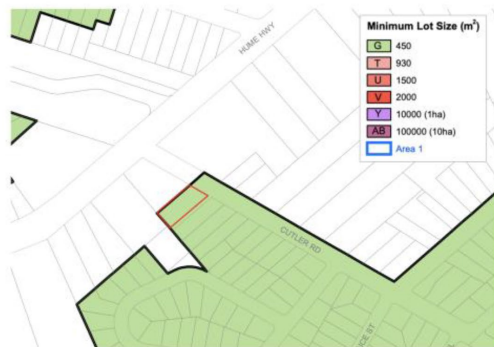 Minimum Lot Size (m²)
G 450
T 930
U 1500
V 2000
Y 10000 (1ha)
AB 100000 (10ha)
Area 1
HUME HWY
CUTLER RD